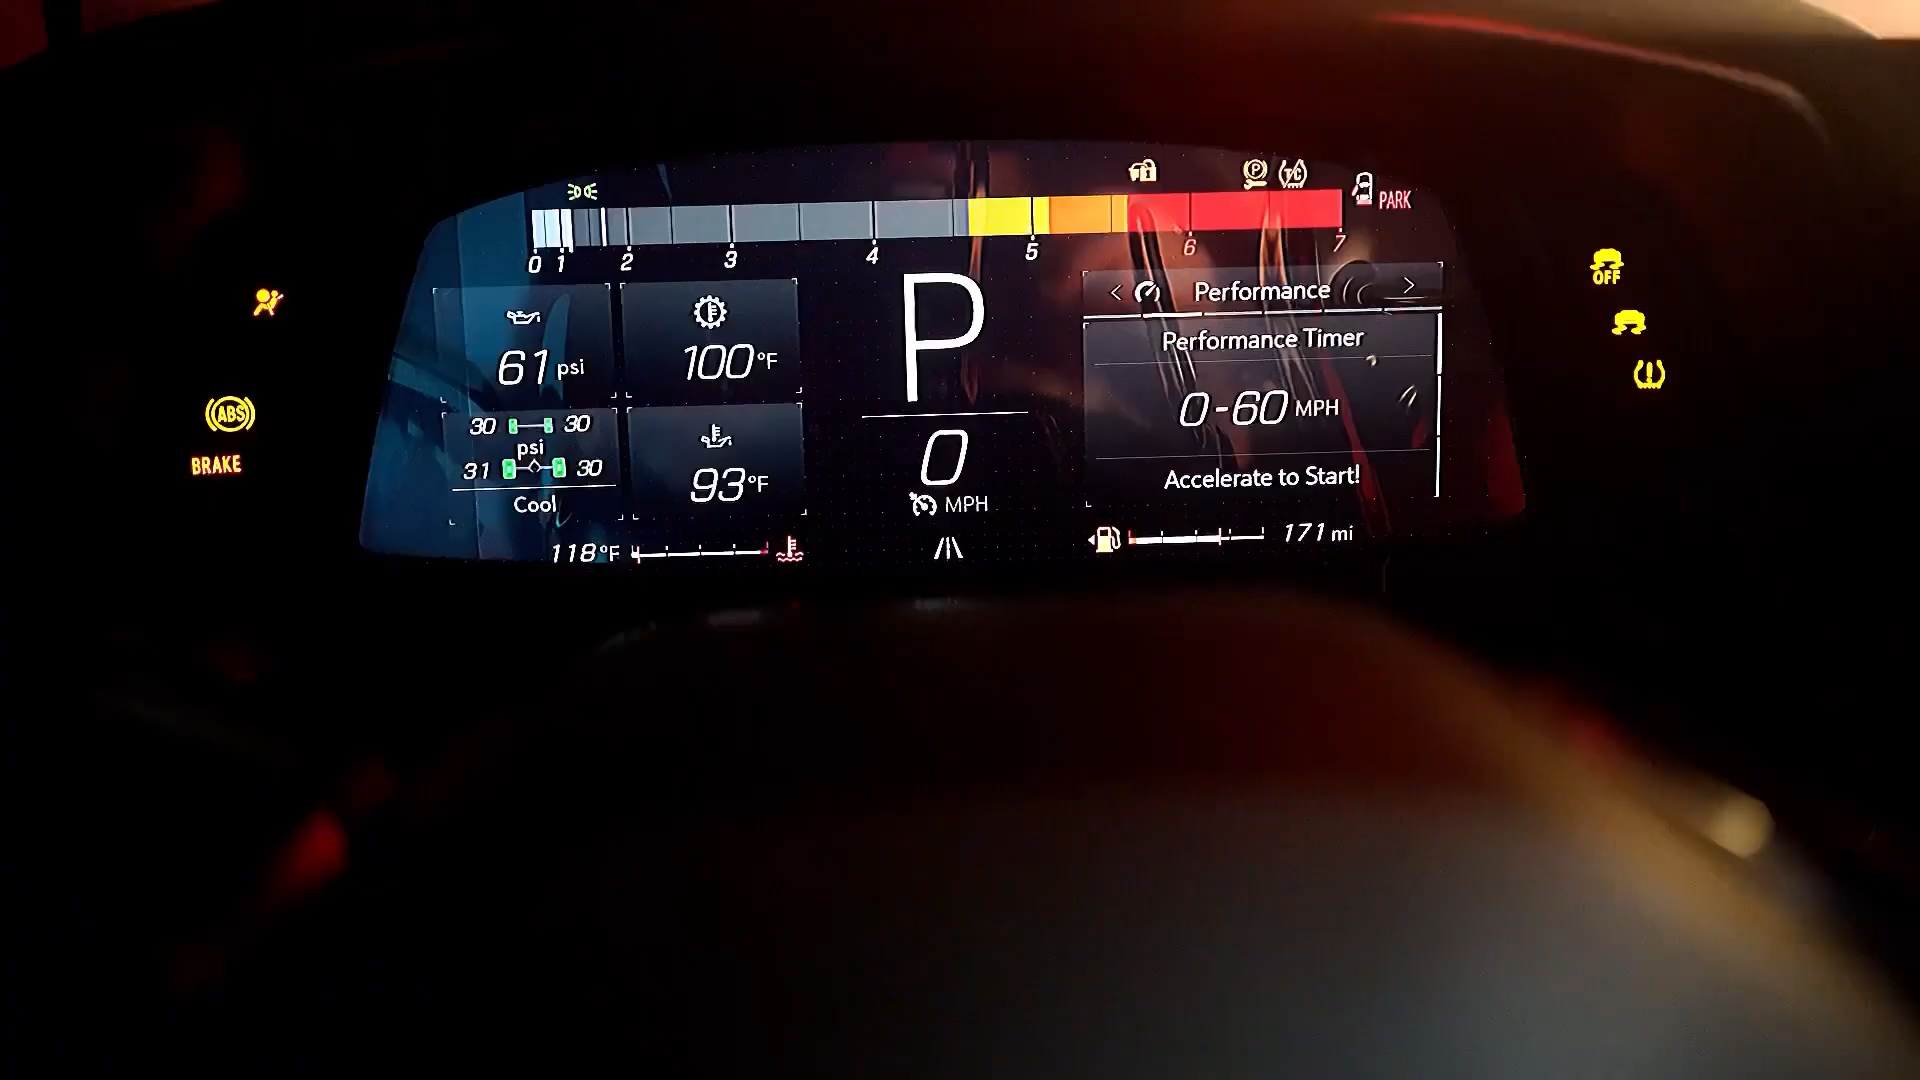 PARK
0 1 2 3 4 5 6 7
OFF
< Performance >
61 psi
100 °F
P
Performance Timer
0-60 MPH
ABS
BRAKE
30 30
psi
31 30
Cool
93 °F
0
MPH
Accelerate to Start!
118 °F
171 mi